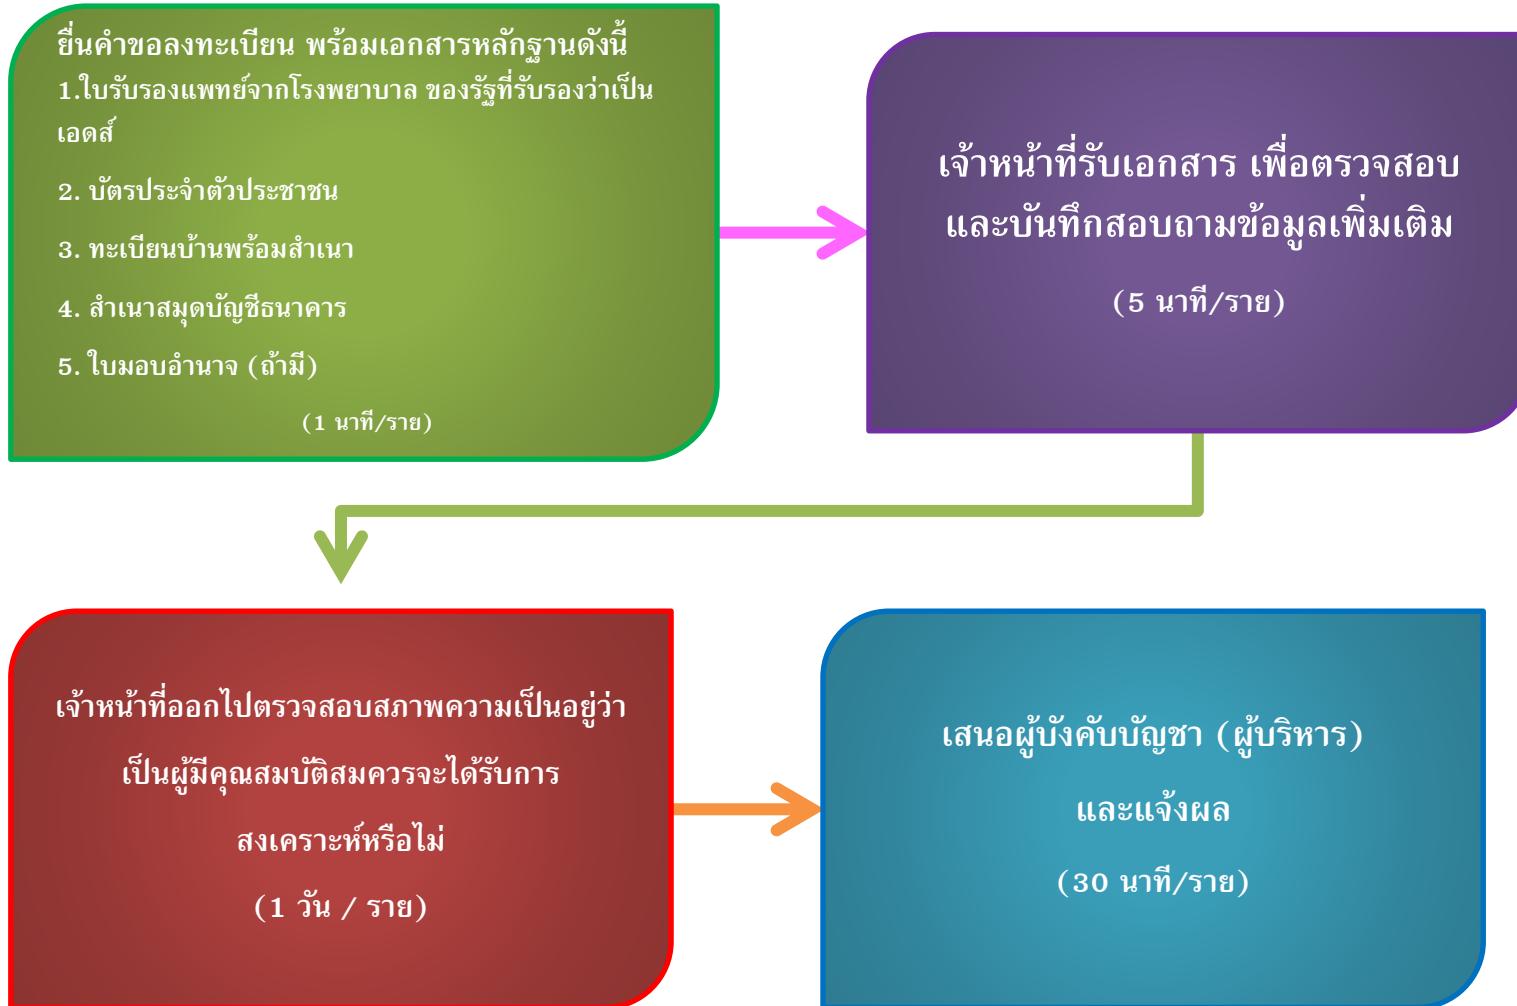 ยื่นคำขอลงทะเบียน พร้อมเอกสารหลักฐานดังนี้
1.ใบรับรองแพทย์จากโรงพยาบาล ของรัฐที่รับรองว่าเป็น
เอดส์
2. บัตรประจำตัวประชาชน
3. ทะเบียนบ้านพร้อมสำเนา
4. สำเนาสมุดบัญชีธนาคาร
5. ใบมอบอำนาจ (ถ้ามี)
(1 นาที/ราย)
เจ้าหน้าที่รับเอกสาร เพื่อตรวจสอบ
และบันทึกสอบถามข้อมูลเพิ่มเติม
(5 นาที/ราย)
เจ้าหน้าที่ออกไปตรวจสอบสภาพความเป็นอยู่ว่า
เป็นผู้มีคุณสมบัติสมควรจะได้รับการ
สงเคราะห์หรือไม่
(1 วัน / ราย)
เสนอผู้บังคับบัญชา (ผู้บริหาร)
และแจ้งผล
(30 นาที/ราย)